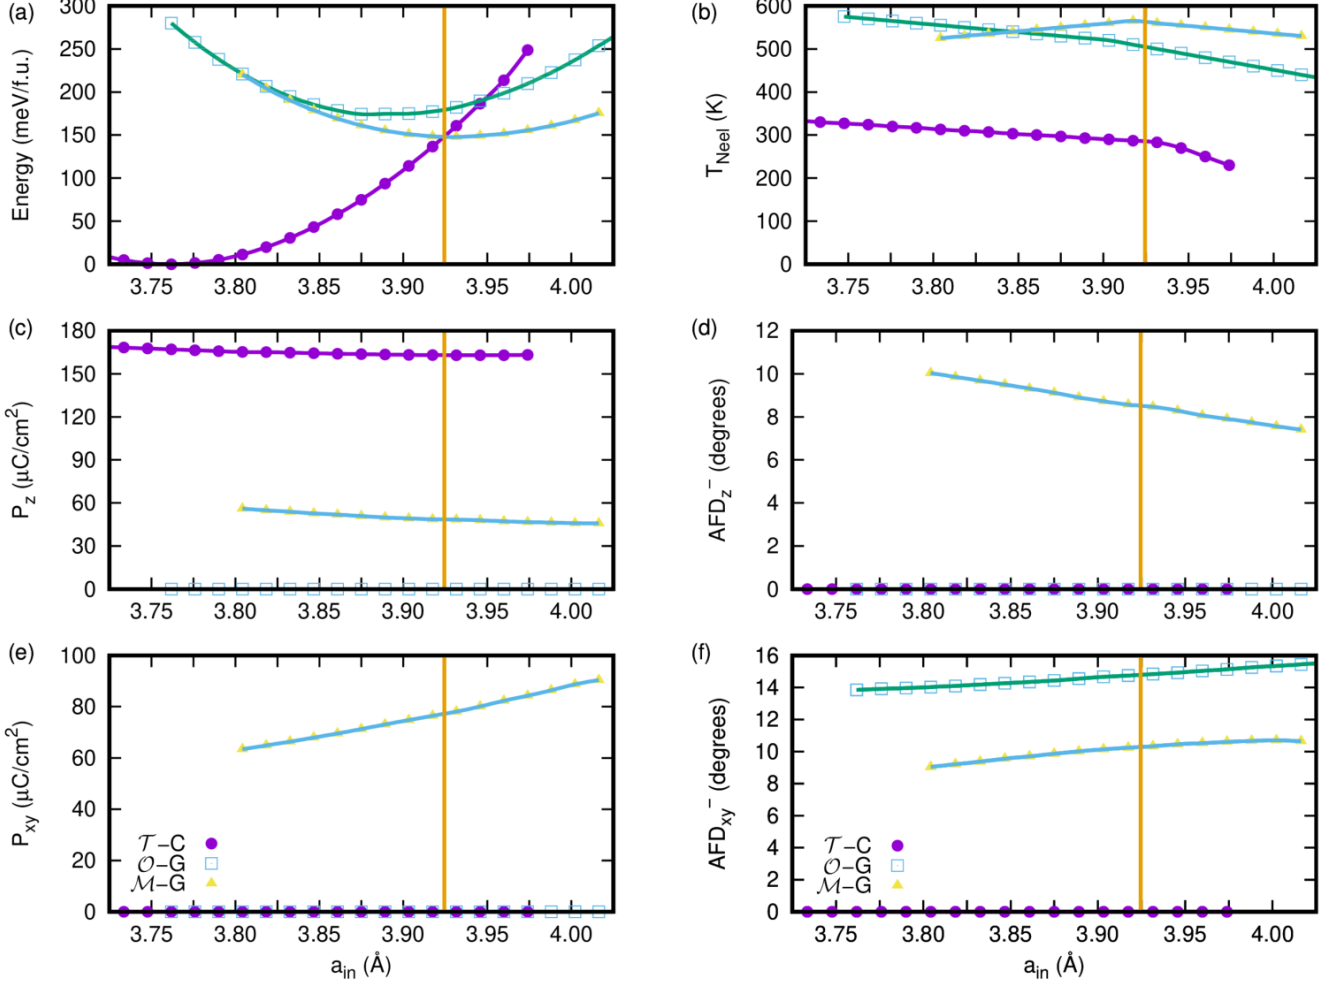 (a)
Energy (meV/f.u.)
300
250
200
150
100
50
0
3.75 3.80 3.85 3.90 3.95 4.00
(b)
T_Neel (K)
600
500
400
300
200
100
0
3.75 3.80 3.85 3.90 3.95 4.00
(c)
P_z (μC/cm²)
180
150
120
90
60
30
0
3.75 3.80 3.85 3.90 3.95 4.00
(d)
AFD_z⁻ (degrees)
12
10
8
6
4
2
0
3.75 3.80 3.85 3.90 3.95 4.00
(e)
P_xy (μC/cm²)
100
80
60
40
20
0
𝒯–C
𝒪–G
ℳ–G
3.75 3.80 3.85 3.90 3.95 4.00
a_in (Å)
(f)
AFD_xy⁻ (degrees)
16
14
12
10
8
6
4
2
0
𝒯–C
𝒪–G
ℳ–G
3.75 3.80 3.85 3.90 3.95 4.00
a_in (Å)